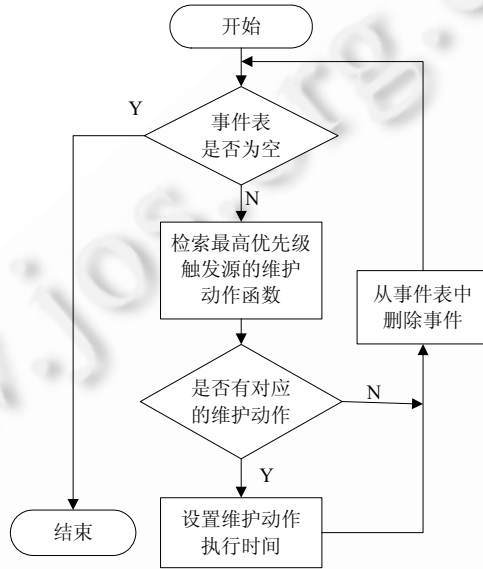 开始
Y
事件表
是否为空
N
检索最高优先级
触发源的维护
动作函数
从事件表中
删除事件
是否有对应
的维护动作
N
Y
结束
设置维护动作
执行时间
.jos.org.